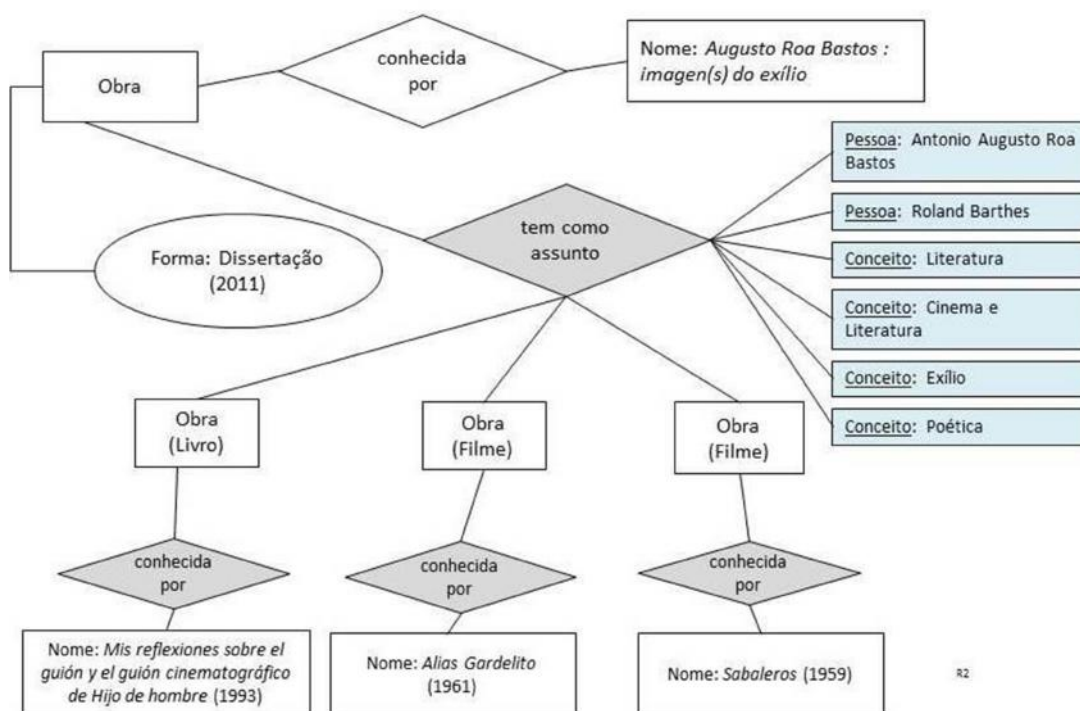 Obra
conhecida
por
Nome: Augusto Roa Bastos :
imagen(s) do exílio
Forma: Dissertação
(2011)
tem como
assunto
Pessoa: Antonio Augusto Roa
Bastos
Pessoa: Roland Barthes
Conceito: Literatura
Conceito: Cinema e
Literatura
Conceito: Exílio
Conceito: Poética
Obra
(Livro)
Obra
(Filme)
Obra
(Filme)
conhecida
por
conhecida
por
conhecida
por
Nome: Mis reflexiones sobre el
guión y el guión cinematográfico
de Hijo de hombre (1993)
Nome: Alias Gardelito
(1961)
Nome: Sabaleros (1959)
R2